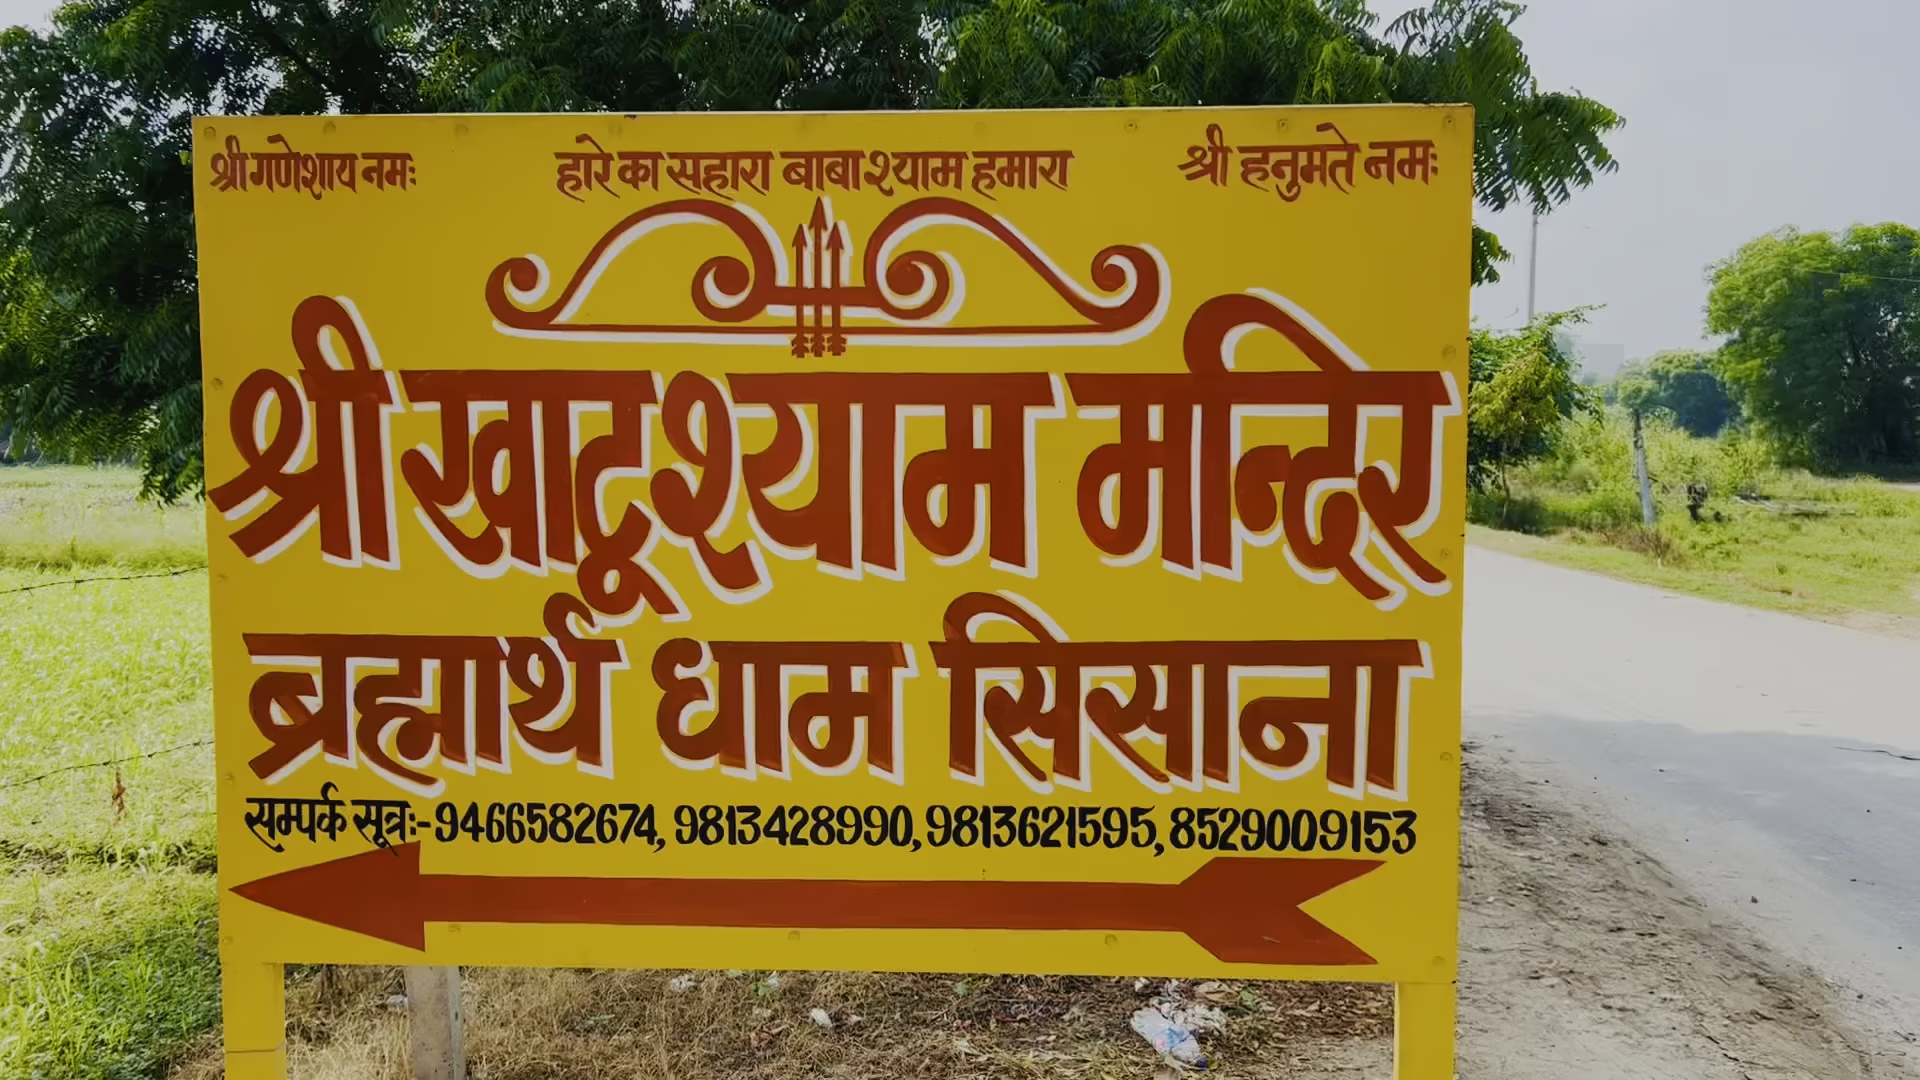 श्री गणेशाय नमः हारे का सहारा बाबा श्याम हमारा श्री हनुमते नमः
श्री खाटू श्याम मन्दिर
ब्रह्मार्थ धाम सिसाना
सम्पर्क सूत्रः- 9466582674, 9813428990, 9813621595, 8529009153